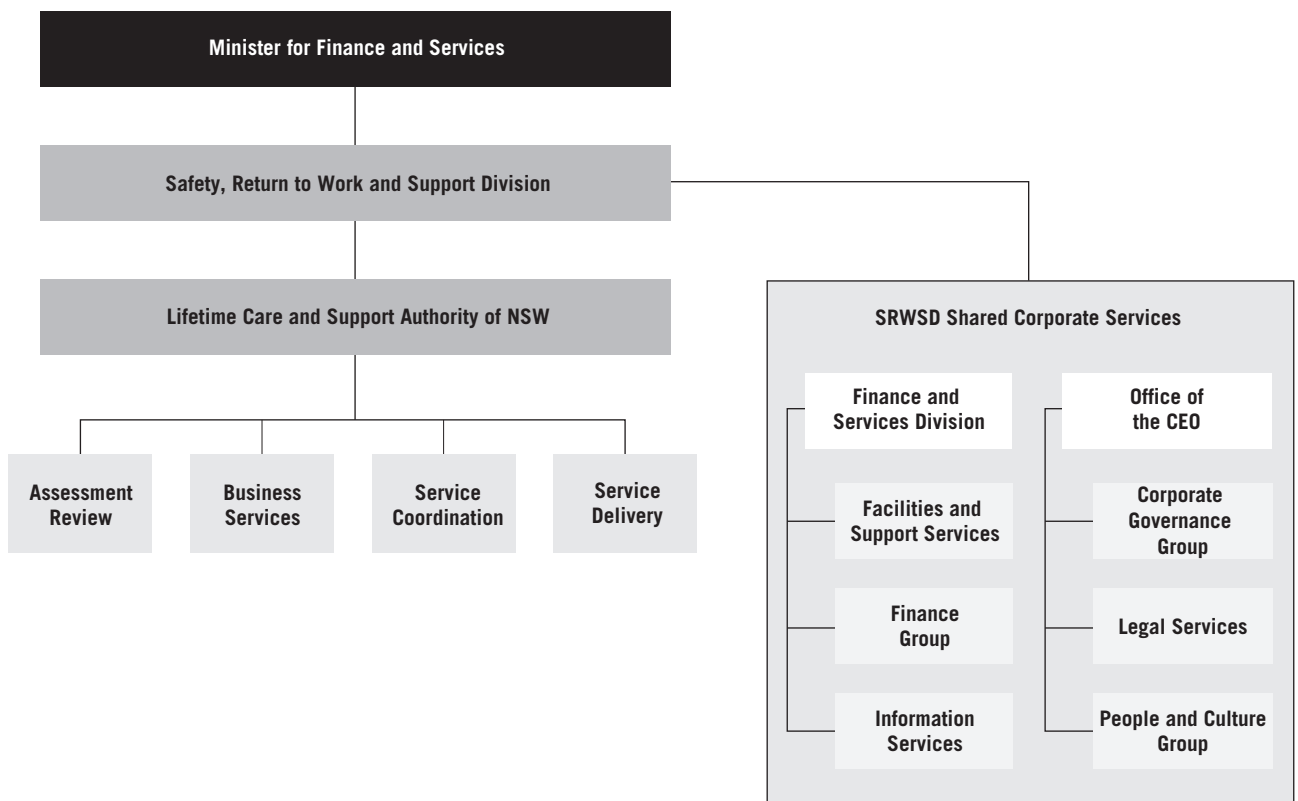 Minister for Finance and Services
Safety, Return to Work and Support Division
Lifetime Care and Support Authority of NSW
Assessment
Review
Business
Services
Service
Coordination
Service
Delivery
SRWSD Shared Corporate Services
Finance and
Services Division
Facilities and
Support Services
Finance
Group
Information
Services
Office of
the CEO
Corporate
Governance
Group
Legal Services
People and Culture
Group